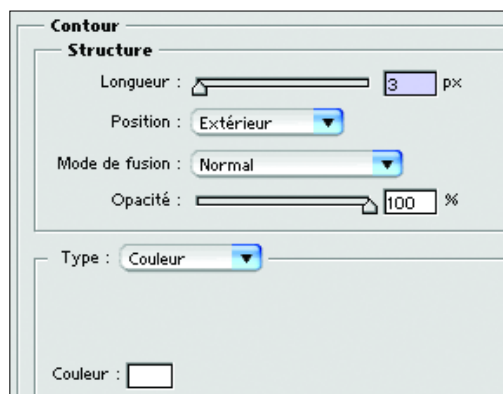 Contour
Structure
Longueur : 3 px
Position : Extérieur
Mode de fusion : Normal
Opacité : 100 %
Type : Couleur
Couleur :